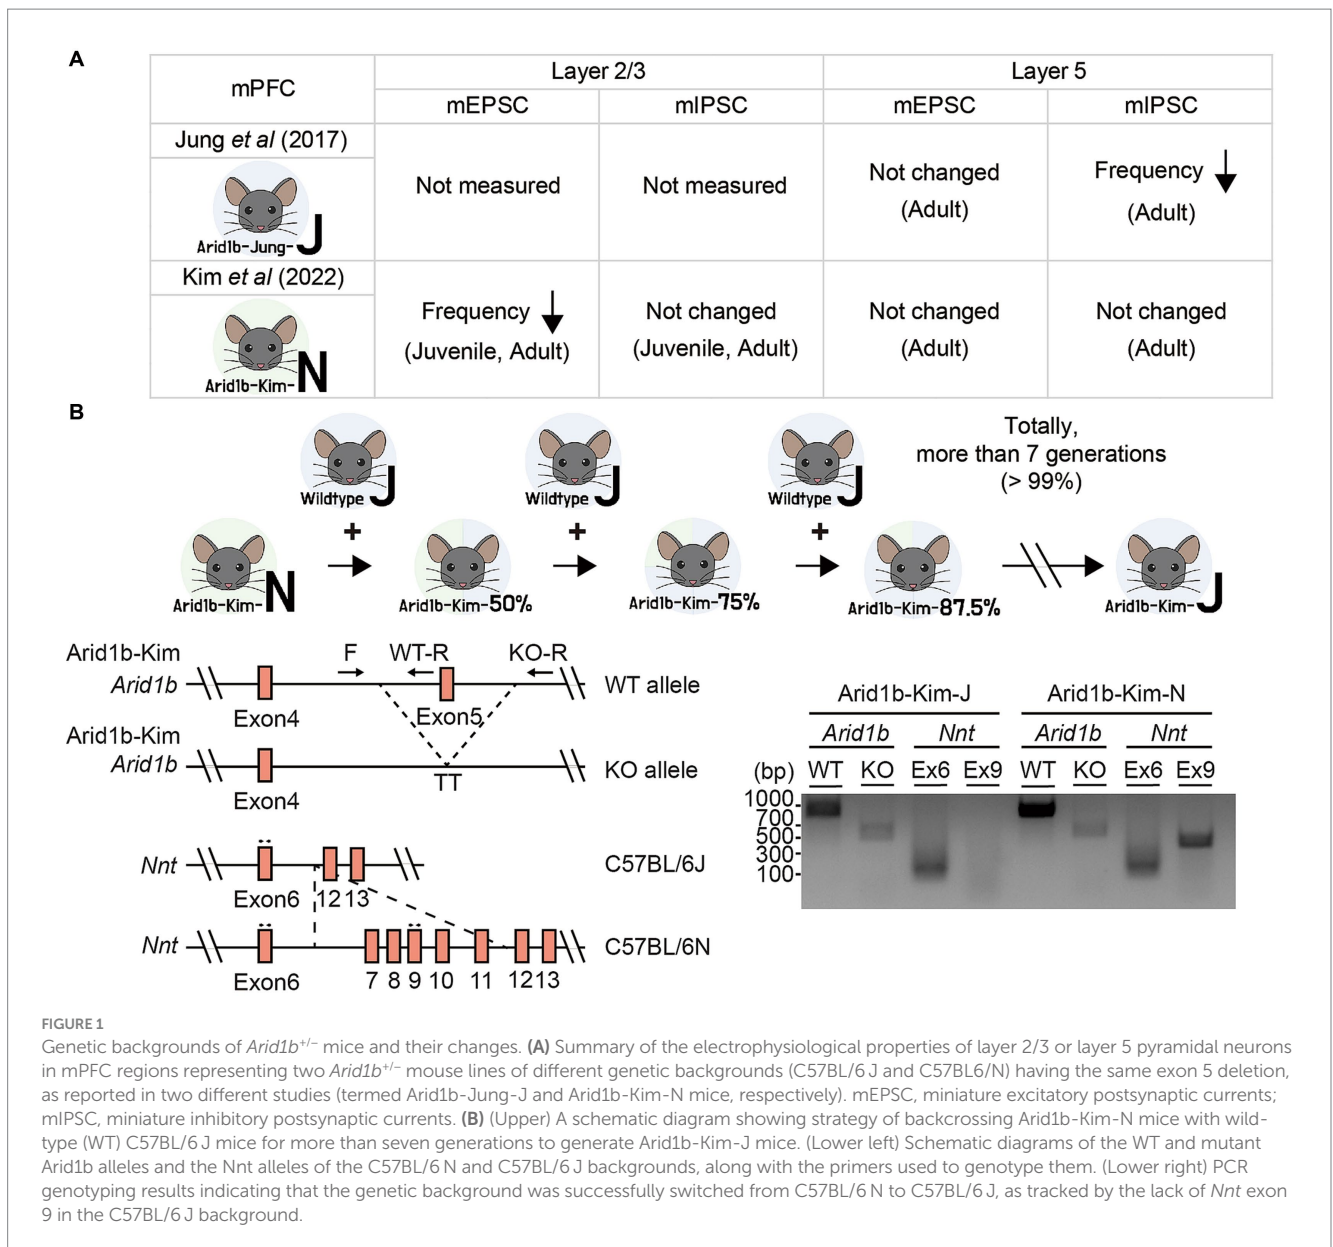 A
mPFC
Layer 2/3
Layer 5
mEPSC
mIPSC
mEPSC
mIPSC
Jung et al (2017)
Arid1b-Jung-J
Not measured
Not measured
Not changed
(Adult)
Frequency ↓
(Adult)
Kim et al (2022)
Arid1b-Kim-N
Frequency ↓
(Juvenile, Adult)
Not changed
(Juvenile, Adult)
Not changed
(Adult)
Not changed
(Adult)
B
Wildtype J
Wildtype J
Wildtype J
Totally,
more than 7 generations
(> 99%)
+
+
+
Arid1b-Kim-N
Arid1b-Kim-50%
Arid1b-Kim-75%
Arid1b-Kim-87.5%
Arid1b-Kim-J
Arid1b-Kim
Arid1b
F
WT-R
KO-R
WT allele
Exon4
Exon5
Arid1b-Kim
Arid1b
KO allele
Exon4
TT
Nnt
C57BL/6J
Exon6
12 13
Nnt
C57BL/6N
Exon6
7 8 9 10 11 12 13
Arid1b-Kim-J
Arid1b-Kim-N
Arid1b
Nnt
Arid1b
Nnt
(bp)
WT KO Ex6 Ex9 WT KO Ex6 Ex9
1000-
700-
500-
300-
100-
FIGURE 1
Genetic backgrounds of Arid1b+/− mice and their changes. (A) Summary of the electrophysiological properties of layer 2/3 or layer 5 pyramidal neurons
in mPFC regions representing two Arid1b+/− mouse lines of different genetic backgrounds (C57BL/6 J and C57BL6/N) having the same exon 5 deletion,
as reported in two different studies (termed Arid1b-Jung-J and Arid1b-Kim-N mice, respectively). mEPSC, miniature excitatory postsynaptic currents;
mIPSC, miniature inhibitory postsynaptic currents. (B) (Upper) A schematic diagram showing strategy of backcrossing Arid1b-Kim-N mice with wild-
type (WT) C57BL/6 J mice for more than seven generations to generate Arid1b-Kim-J mice. (Lower left) Schematic diagrams of the WT and mutant
Arid1b alleles and the Nnt alleles of the C57BL/6 N and C57BL/6 J backgrounds, along with the primers used to genotype them. (Lower right) PCR
genotyping results indicating that the genetic background was successfully switched from C57BL/6 N to C57BL/6 J, as tracked by the lack of Nnt exon
9 in the C57BL/6 J background.